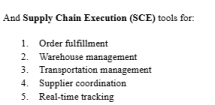 And Supply Chain Execution (SCE) tools for:
1. Order fulfillment
2. Warehouse management
3. Transportation management
4. Supplier coordination
5. Real-time tracking